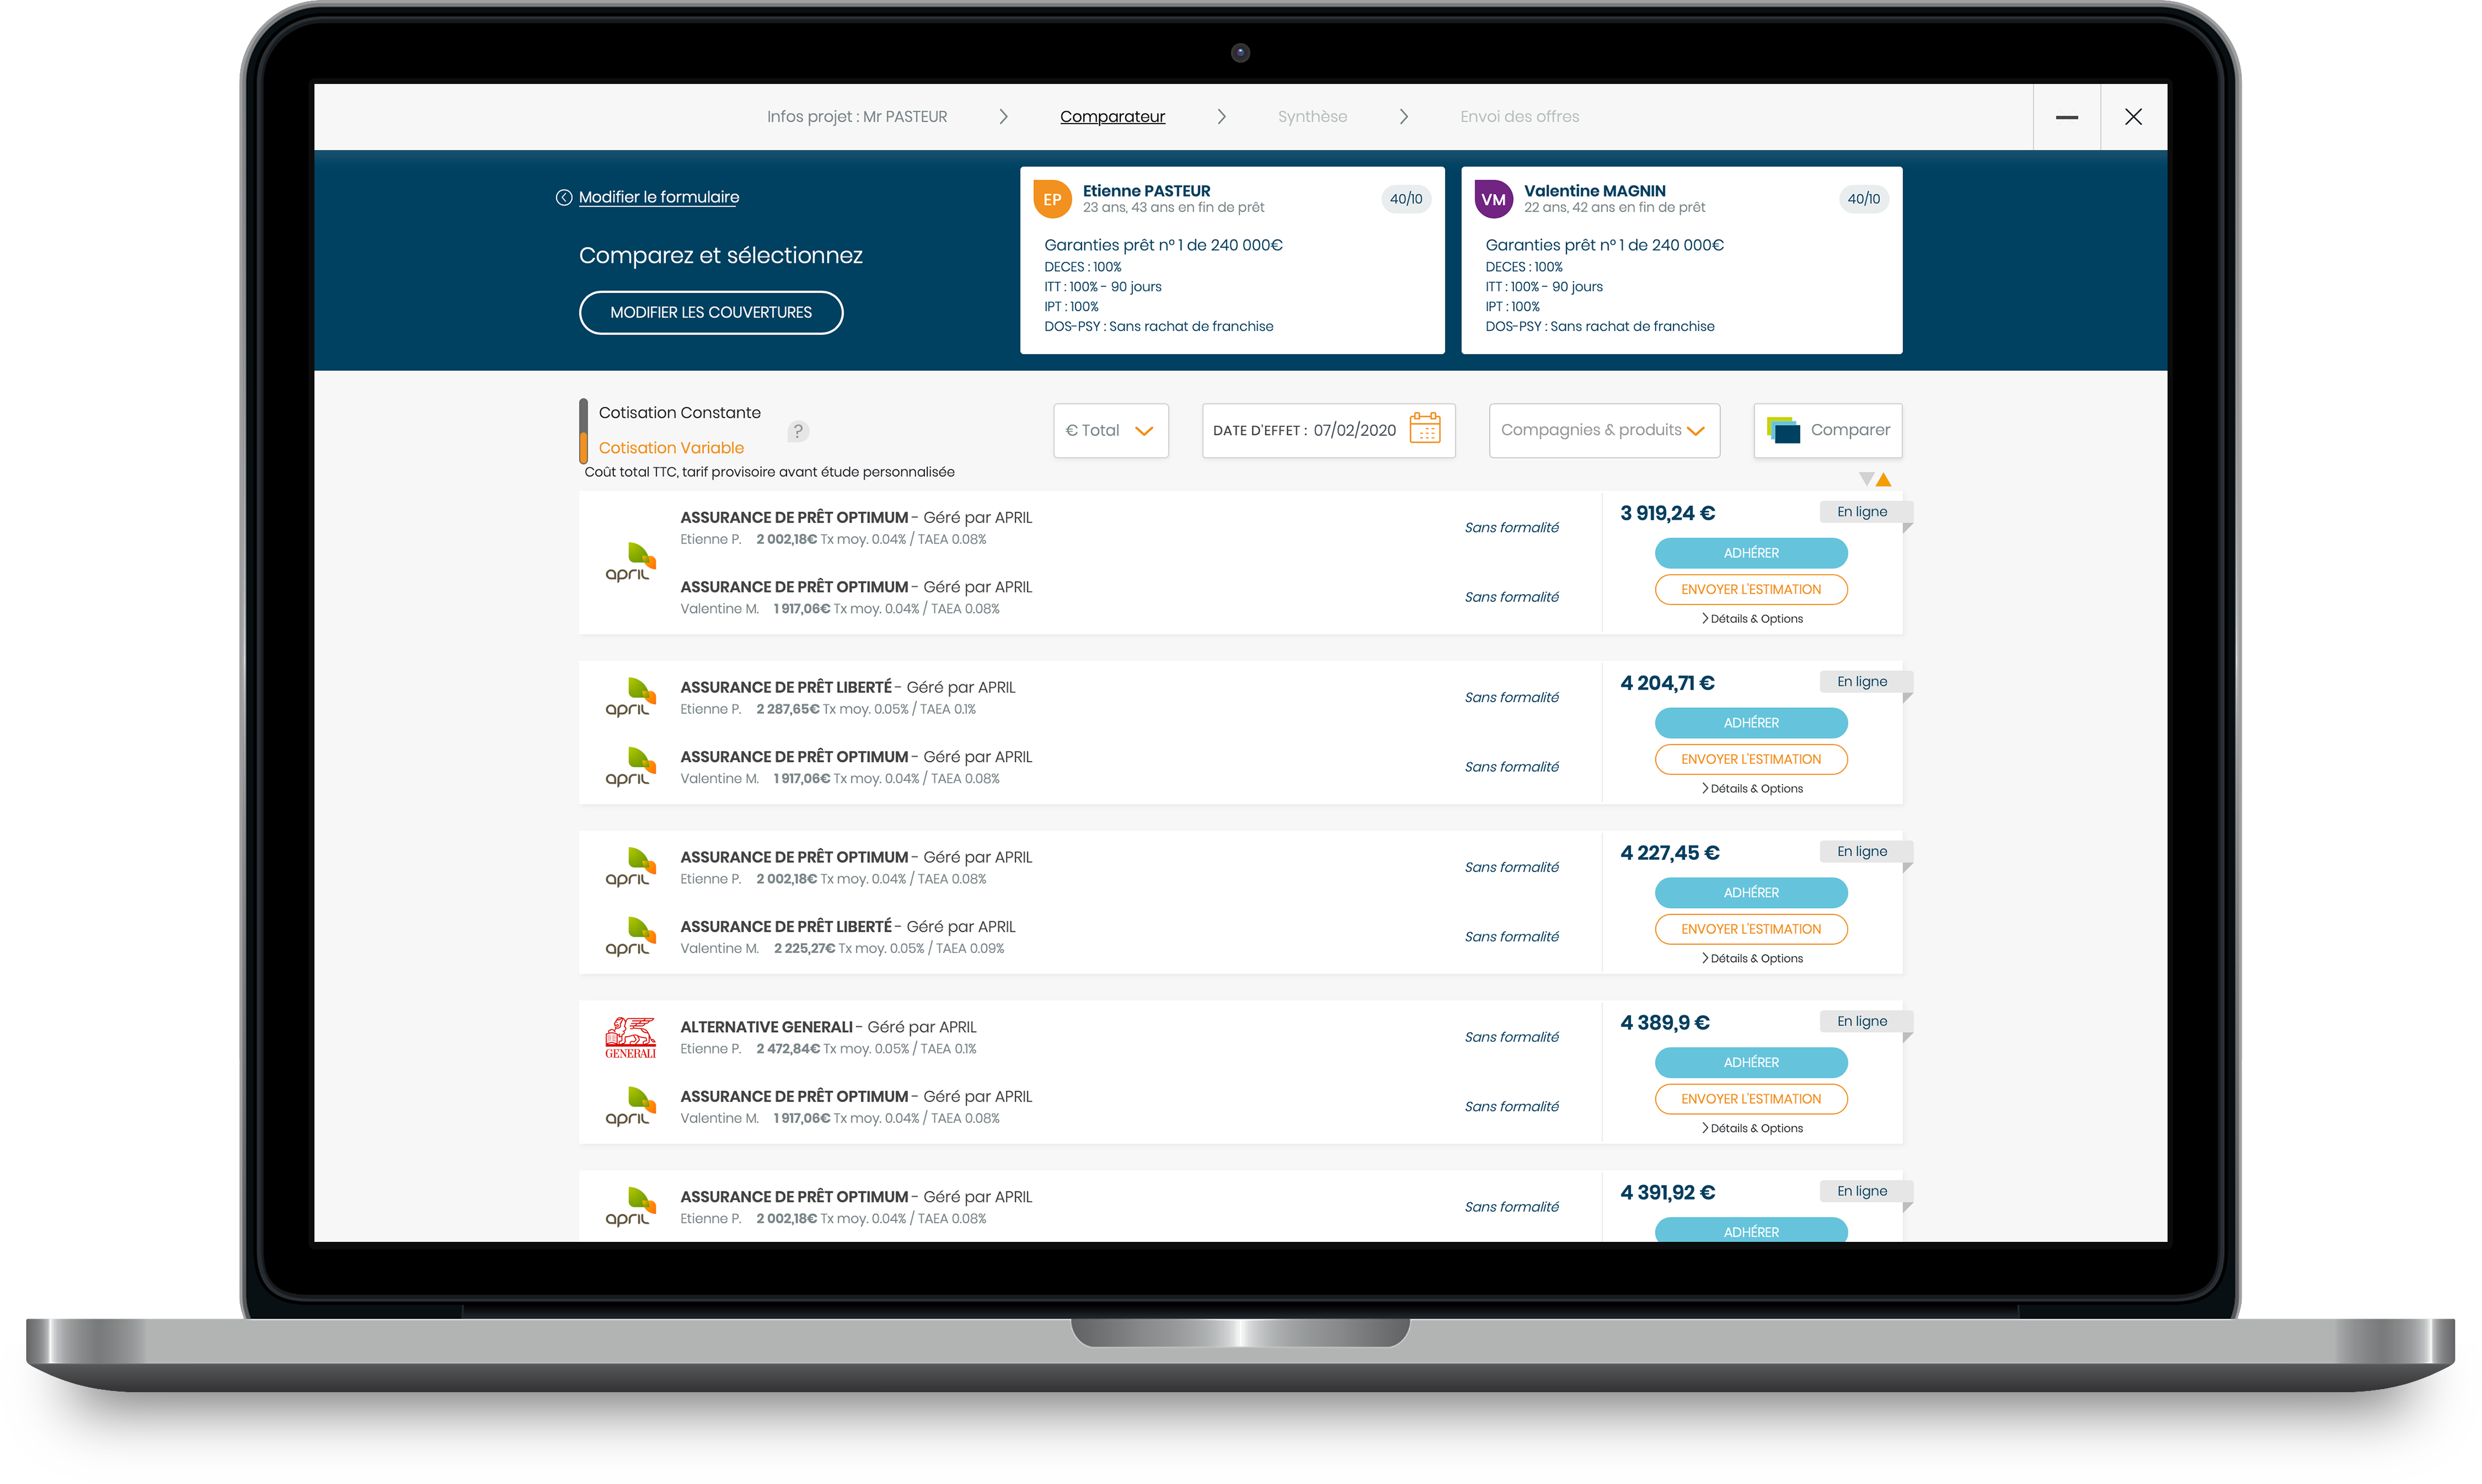 Infos projet : Mr PASTEUR
Comparateur
Synthèse
Envoi des offres
Modifier le formulaire
Comparez et sélectionnez
MODIFIER LES COUVERTURES
EP
Etienne PASTEUR
23 ans, 43 ans en fin de prêt
40/10
Garanties prêt n° 1 de 240 000€
DECES : 100%
ITT : 100% - 90 jours
IPT : 100%
DOS-PSY : Sans rachat de franchise
VM
Valentine MAGNIN
22 ans, 42 ans en fin de prêt
40/10
Garanties prêt n° 1 de 240 000€
DECES : 100%
ITT : 100% - 90 jours
IPT : 100%
DOS-PSY : Sans rachat de franchise
Cotisation Constante
Cotisation Variable
?
€ Total
DATE D'EFFET : 07/02/2020
Compagnies & produits
Comparer
Coût total TTC, tarif provisoire avant étude personnalisée
april
ASSURANCE DE PRÊT OPTIMUM - Géré par APRIL
Etienne P. 2 002,18€ Tx moy. 0.04% / TAEA 0.08%
Sans formalité
ASSURANCE DE PRÊT OPTIMUM - Géré par APRIL
Valentine M. 1 917,06€ Tx moy. 0.04% / TAEA 0.08%
Sans formalité
3 919,24 €
En ligne
ADHÉRER
ENVOYER L'ESTIMATION
Détails & Options
april
ASSURANCE DE PRÊT LIBERTÉ - Géré par APRIL
Etienne P. 2 287,65€ Tx moy. 0.05% / TAEA 0.1%
Sans formalité
april
ASSURANCE DE PRÊT OPTIMUM - Géré par APRIL
Valentine M. 1 917,06€ Tx moy. 0.04% / TAEA 0.08%
Sans formalité
4 204,71 €
En ligne
ADHÉRER
ENVOYER L'ESTIMATION
Détails & Options
april
ASSURANCE DE PRÊT OPTIMUM - Géré par APRIL
Etienne P. 2 002,18€ Tx moy. 0.04% / TAEA 0.08%
Sans formalité
april
ASSURANCE DE PRÊT LIBERTÉ - Géré par APRIL
Valentine M. 2 225,27€ Tx moy. 0.05% / TAEA 0.09%
Sans formalité
4 227,45 €
En ligne
ADHÉRER
ENVOYER L'ESTIMATION
Détails & Options
GENERALI
ALTERNATIVE GENERALI - Géré par APRIL
Etienne P. 2 472,84€ Tx moy. 0.05% / TAEA 0.1%
Sans formalité
april
ASSURANCE DE PRÊT OPTIMUM - Géré par APRIL
Valentine M. 1 917,06€ Tx moy. 0.04% / TAEA 0.08%
Sans formalité
4 389,9 €
En ligne
ADHÉRER
ENVOYER L'ESTIMATION
Détails & Options
april
ASSURANCE DE PRÊT OPTIMUM - Géré par APRIL
Etienne P. 2 002,18€ Tx moy. 0.04% / TAEA 0.08%
Sans formalité
4 391,92 €
En ligne
ADHÉRER